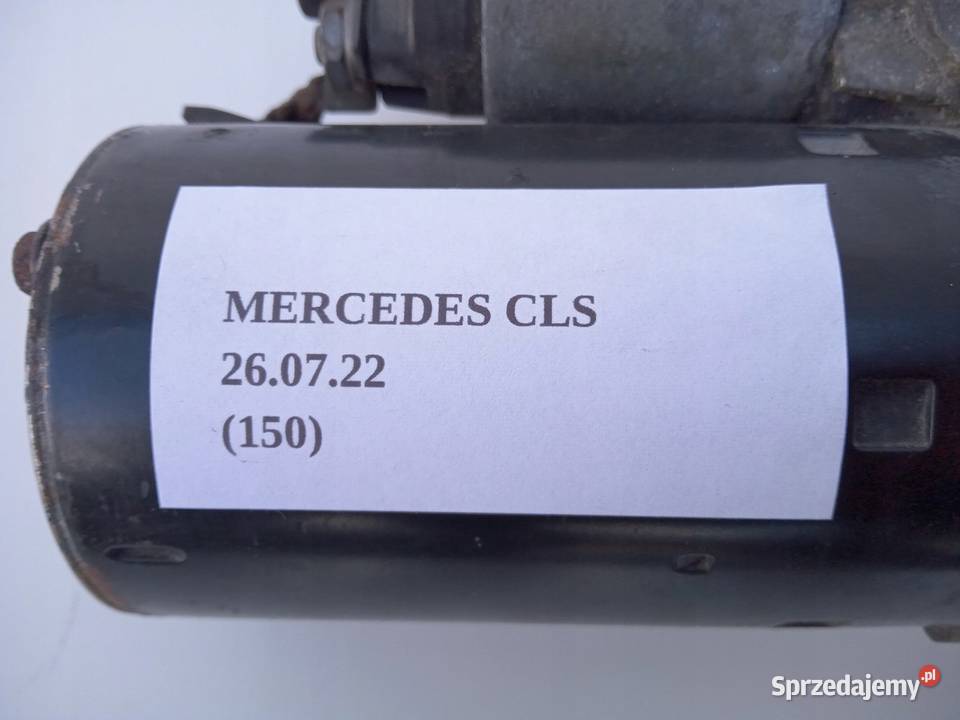 MERCEDES CLS
26.07.22
(150)
Sprzedajemy.pl